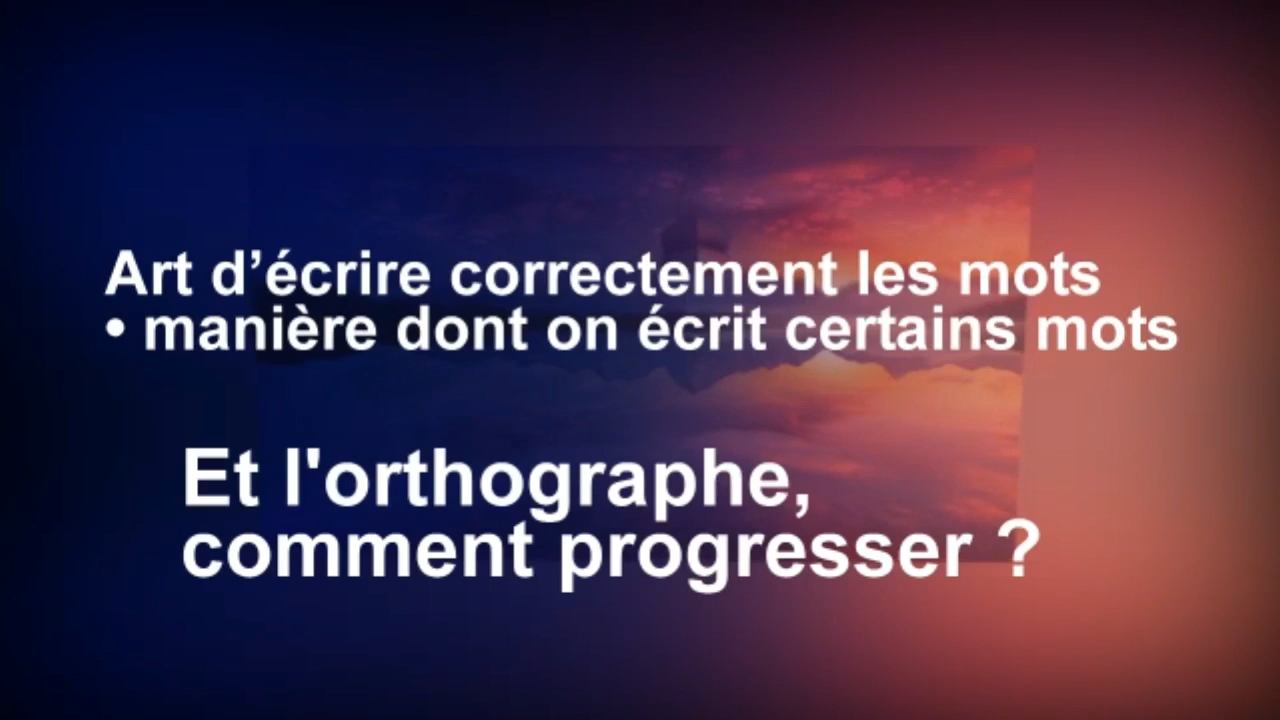 Art d’écrire correctement les mots
• manière dont on écrit certains mots
Et l'orthographe,
comment progresser ?